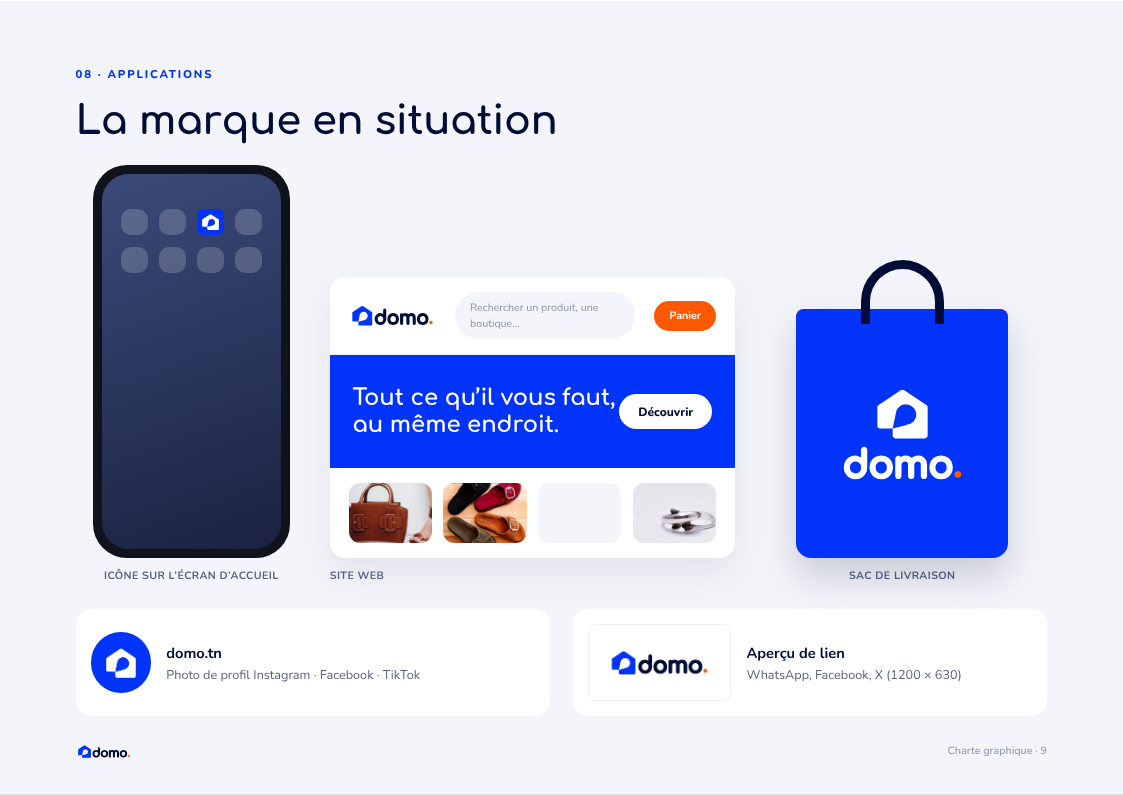 08 · APPLICATIONS
La marque en situation
domo.
Rechercher un produit, une
boutique...
Panier
Tout ce qu'il vous faut,
au même endroit.
Découvrir
domo.
ICÔNE SUR L'ÉCRAN D'ACCUEIL
SITE WEB
SAC DE LIVRAISON
domo.tn
Photo de profil Instagram · Facebook · TikTok
domo.
Aperçu de lien
WhatsApp, Facebook, X (1200 × 630)
domo.
Charte graphique · 9